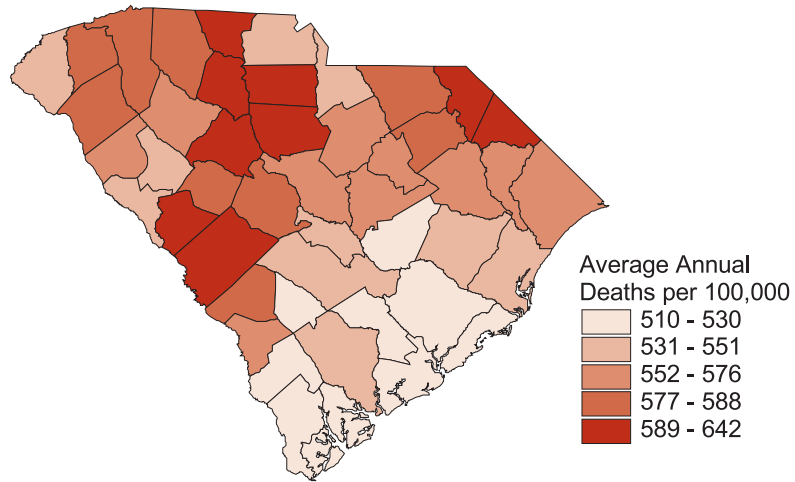 Average Annual
Deaths per 100,000
510 - 530
531 - 551
552 - 576
577 - 588
589 - 642